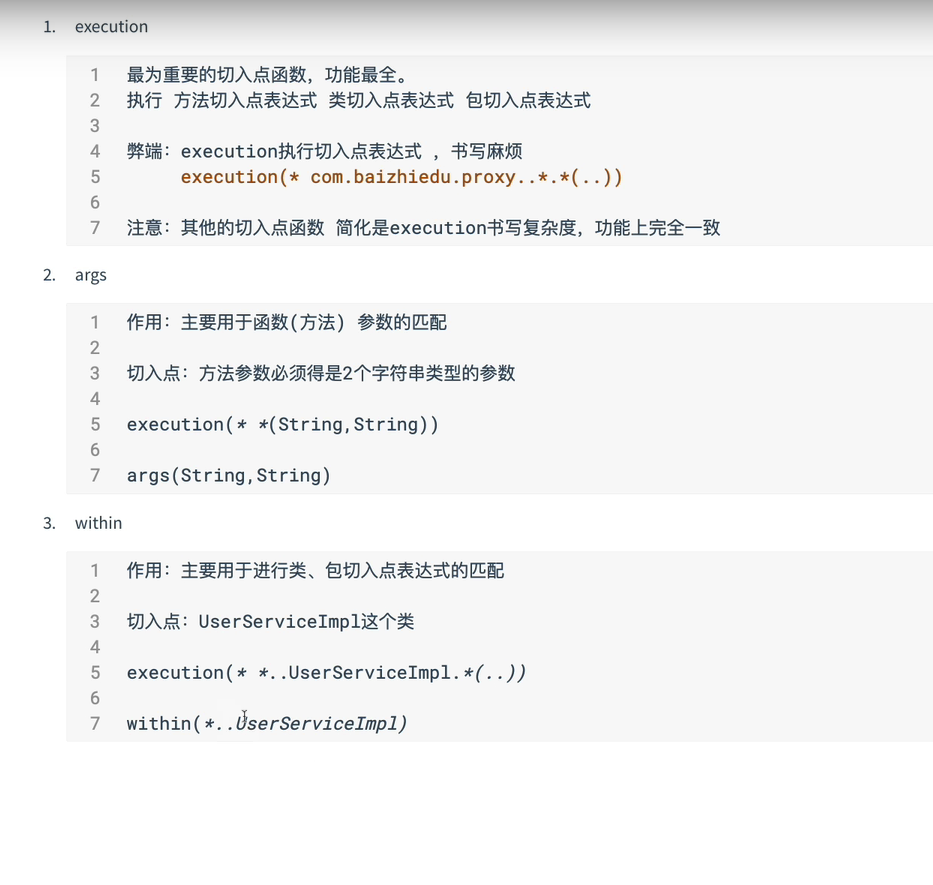 1. execution
1 最为重要的切入点函数，功能最全。
2 执行 方法切入点表达式 类切入点表达式 包切入点表达式
3
4 弊端：execution执行切入点表达式 ，书写麻烦
5 execution(* com.baizhiedu.proxy..*.*(..))
6
7 注意：其他的切入点函数 简化是execution书写复杂度，功能上完全一致
2. args
1 作用：主要用于函数(方法) 参数的匹配
2
3 切入点：方法参数必须得是2个字符串类型的参数
4
5 execution(* *(String,String))
6
7 args(String,String)
3. within
1 作用：主要用于进行类、包切入点表达式的匹配
2
3 切入点：UserServiceImpl这个类
4
5 execution(* *..UserServiceImpl.*(..))
6
7 within(*..UserServiceImpl)